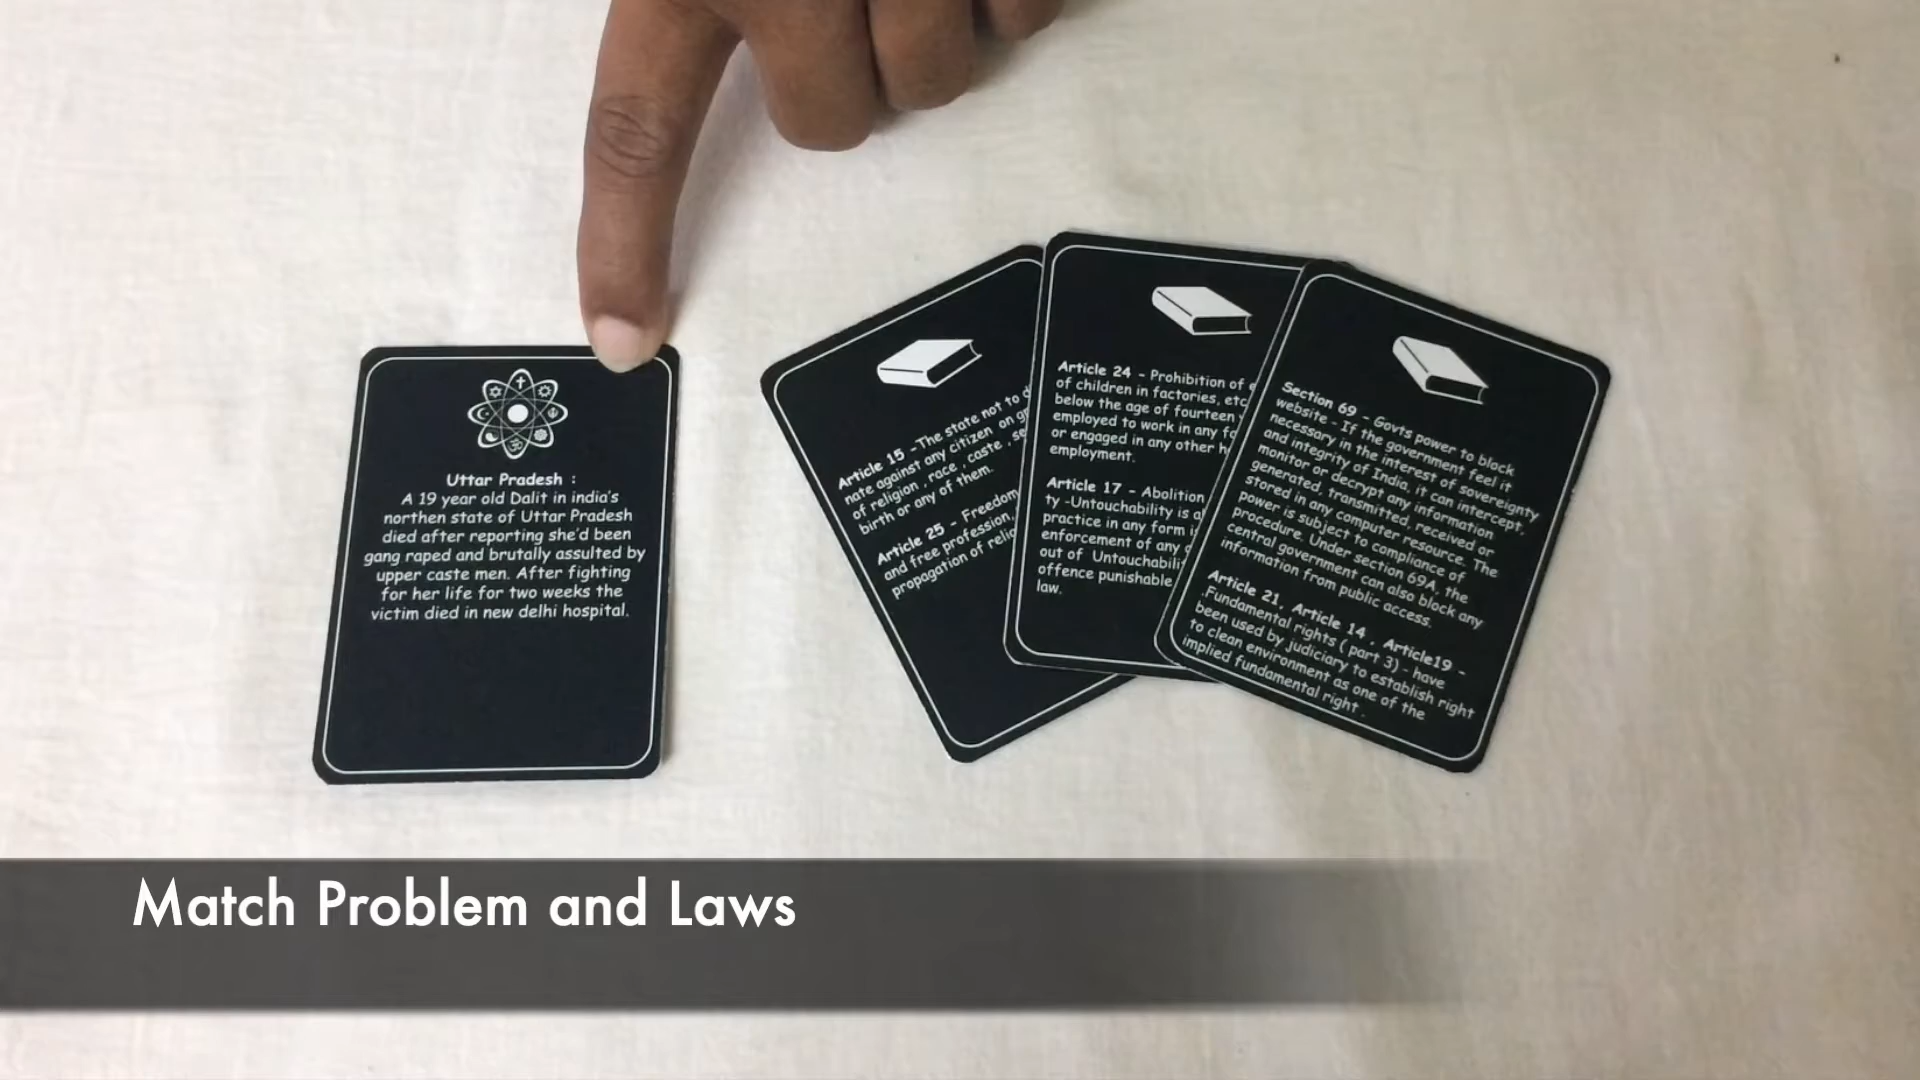 Uttar Pradesh :
A 19 year old Dalit in india's
northen state of Uttar Pradesh
died after reporting she'd been
gang raped and brutally assulted by
upper caste men. After fighting
for her life for two weeks the
victim died in new delhi hospital.
Article 15 -The state not to
nate against any citizen on
of religion , race , caste ,
birth or any of them.
Article 25 - Freedom
and free profession,
propagation of
Article 24 - Prohibition of
of children in factories, etc
below the age of fourteen
employed to work in any
or engaged in any other
employment.
Article 17 - Abolition
ty -Untouchability is
practice in any form
enforcement of any
out of Untouchabili
offence punishable
law.
Section 69 - Govts power to block
website - If the government feel it
necessary in the interest of sovereignty
and integrity of India, it can intercept,
monitor or decrypt any information
generated, transmitted, received or
stored in any compute resource. The
power is subject to compliance of
procedure. Under section 69A, the
central government can also block any
information from public access.
Article 21, Article 14 , Article19 -
.Fundamental rights ( part 3) - have
been used by judiciary to establish right
to clean environment as one of the
implied fundamental right .
Match Problem and Laws